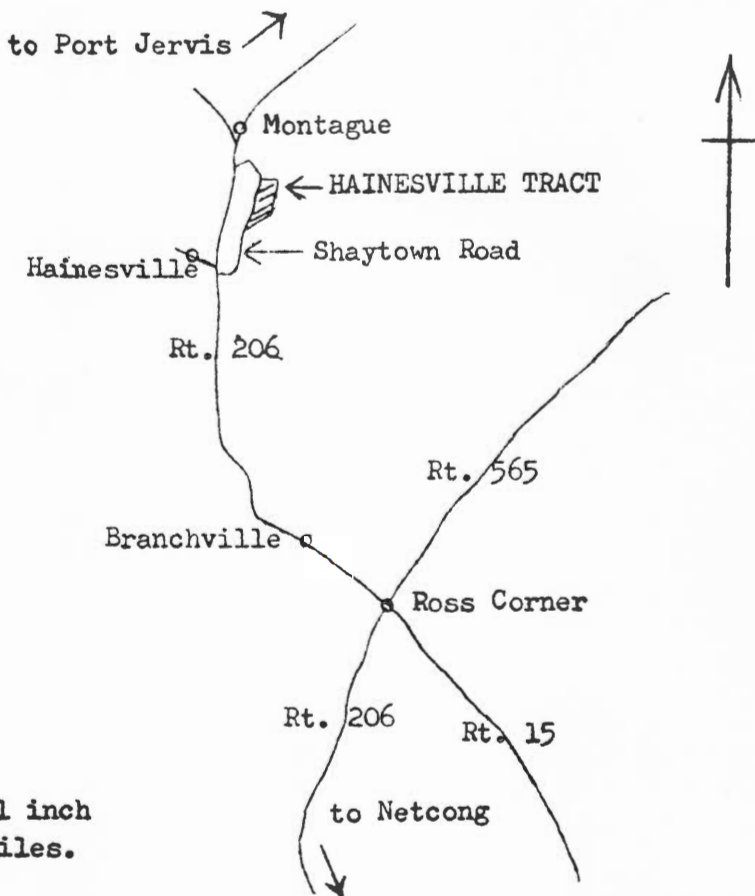 to Port Jervis
Montague
HAINESVILLE TRACT
Shaytown Road
Hainesville
Rt. 206
Rt. 565
Branchville
Ross Corner
Rt. 206
Rt. 15
to Netcong
1 inch
iles.